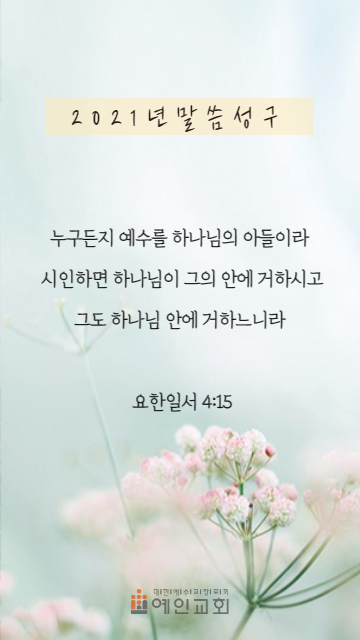 2021년말씀성구
누구든지 예수를 하나님의 아들이라
시인하면 하나님이 그의 안에 거하시고
그도 하나님 안에 거하느니라
요한일서 4:15
예인교회